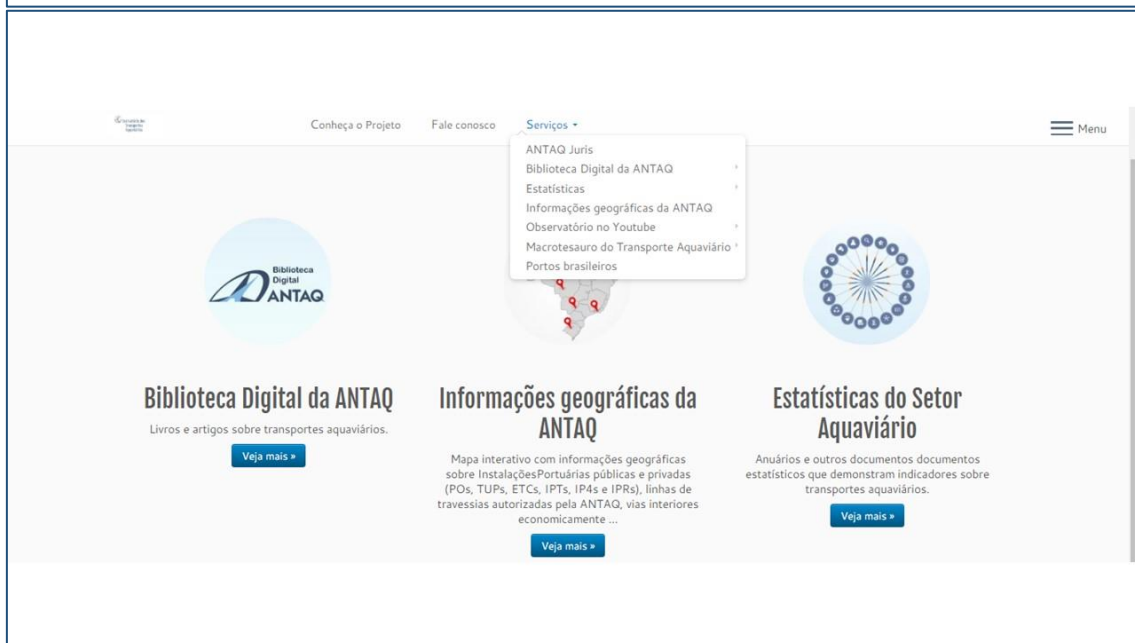 Conheça o Projeto
Fale conosco
Serviços
Menu
ANTAQ Juris
Biblioteca Digital da ANTAQ
Estatísticas
Informações geográficas da ANTAQ
Observatório no Youtube
Macrotesauro do Transporte Aquaviário
Portos brasileiros
Biblioteca
Digital
ANTAQ
Biblioteca Digital da ANTAQ
Livros e artigos sobre transportes aquaviários.
Veja mais »
Informações geográficas da
ANTAQ
Mapa interativo com informações geográficas
sobre InstalaçõesPortuárias públicas e privadas
(POs, TUPs, ETCs, IPTs, IP4s e IPRs), linhas de
travessias autorizadas pela ANTAQ, vias interiores
economicamente ...
Veja mais »
Estatísticas do Setor
Aquaviário
Anuários e outros documentos documentos
estatísticos que demonstram indicadores sobre
transportes aquaviários.
Veja mais »